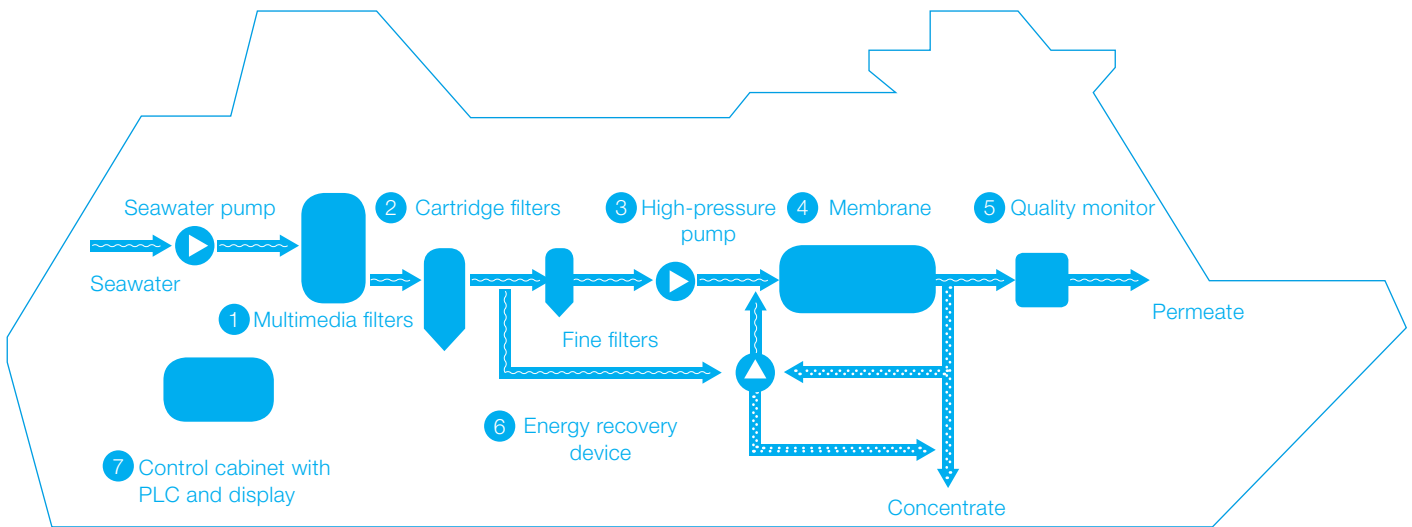 Seawater pump
2 Cartridge filters
3 High-pressure
pump
4 Membrane
5 Quality monitor
Seawater
1 Multimedia filters
Fine filters
Permeate
6 Energy recovery
device
7 Control cabinet with
PLC and display
Concentrate